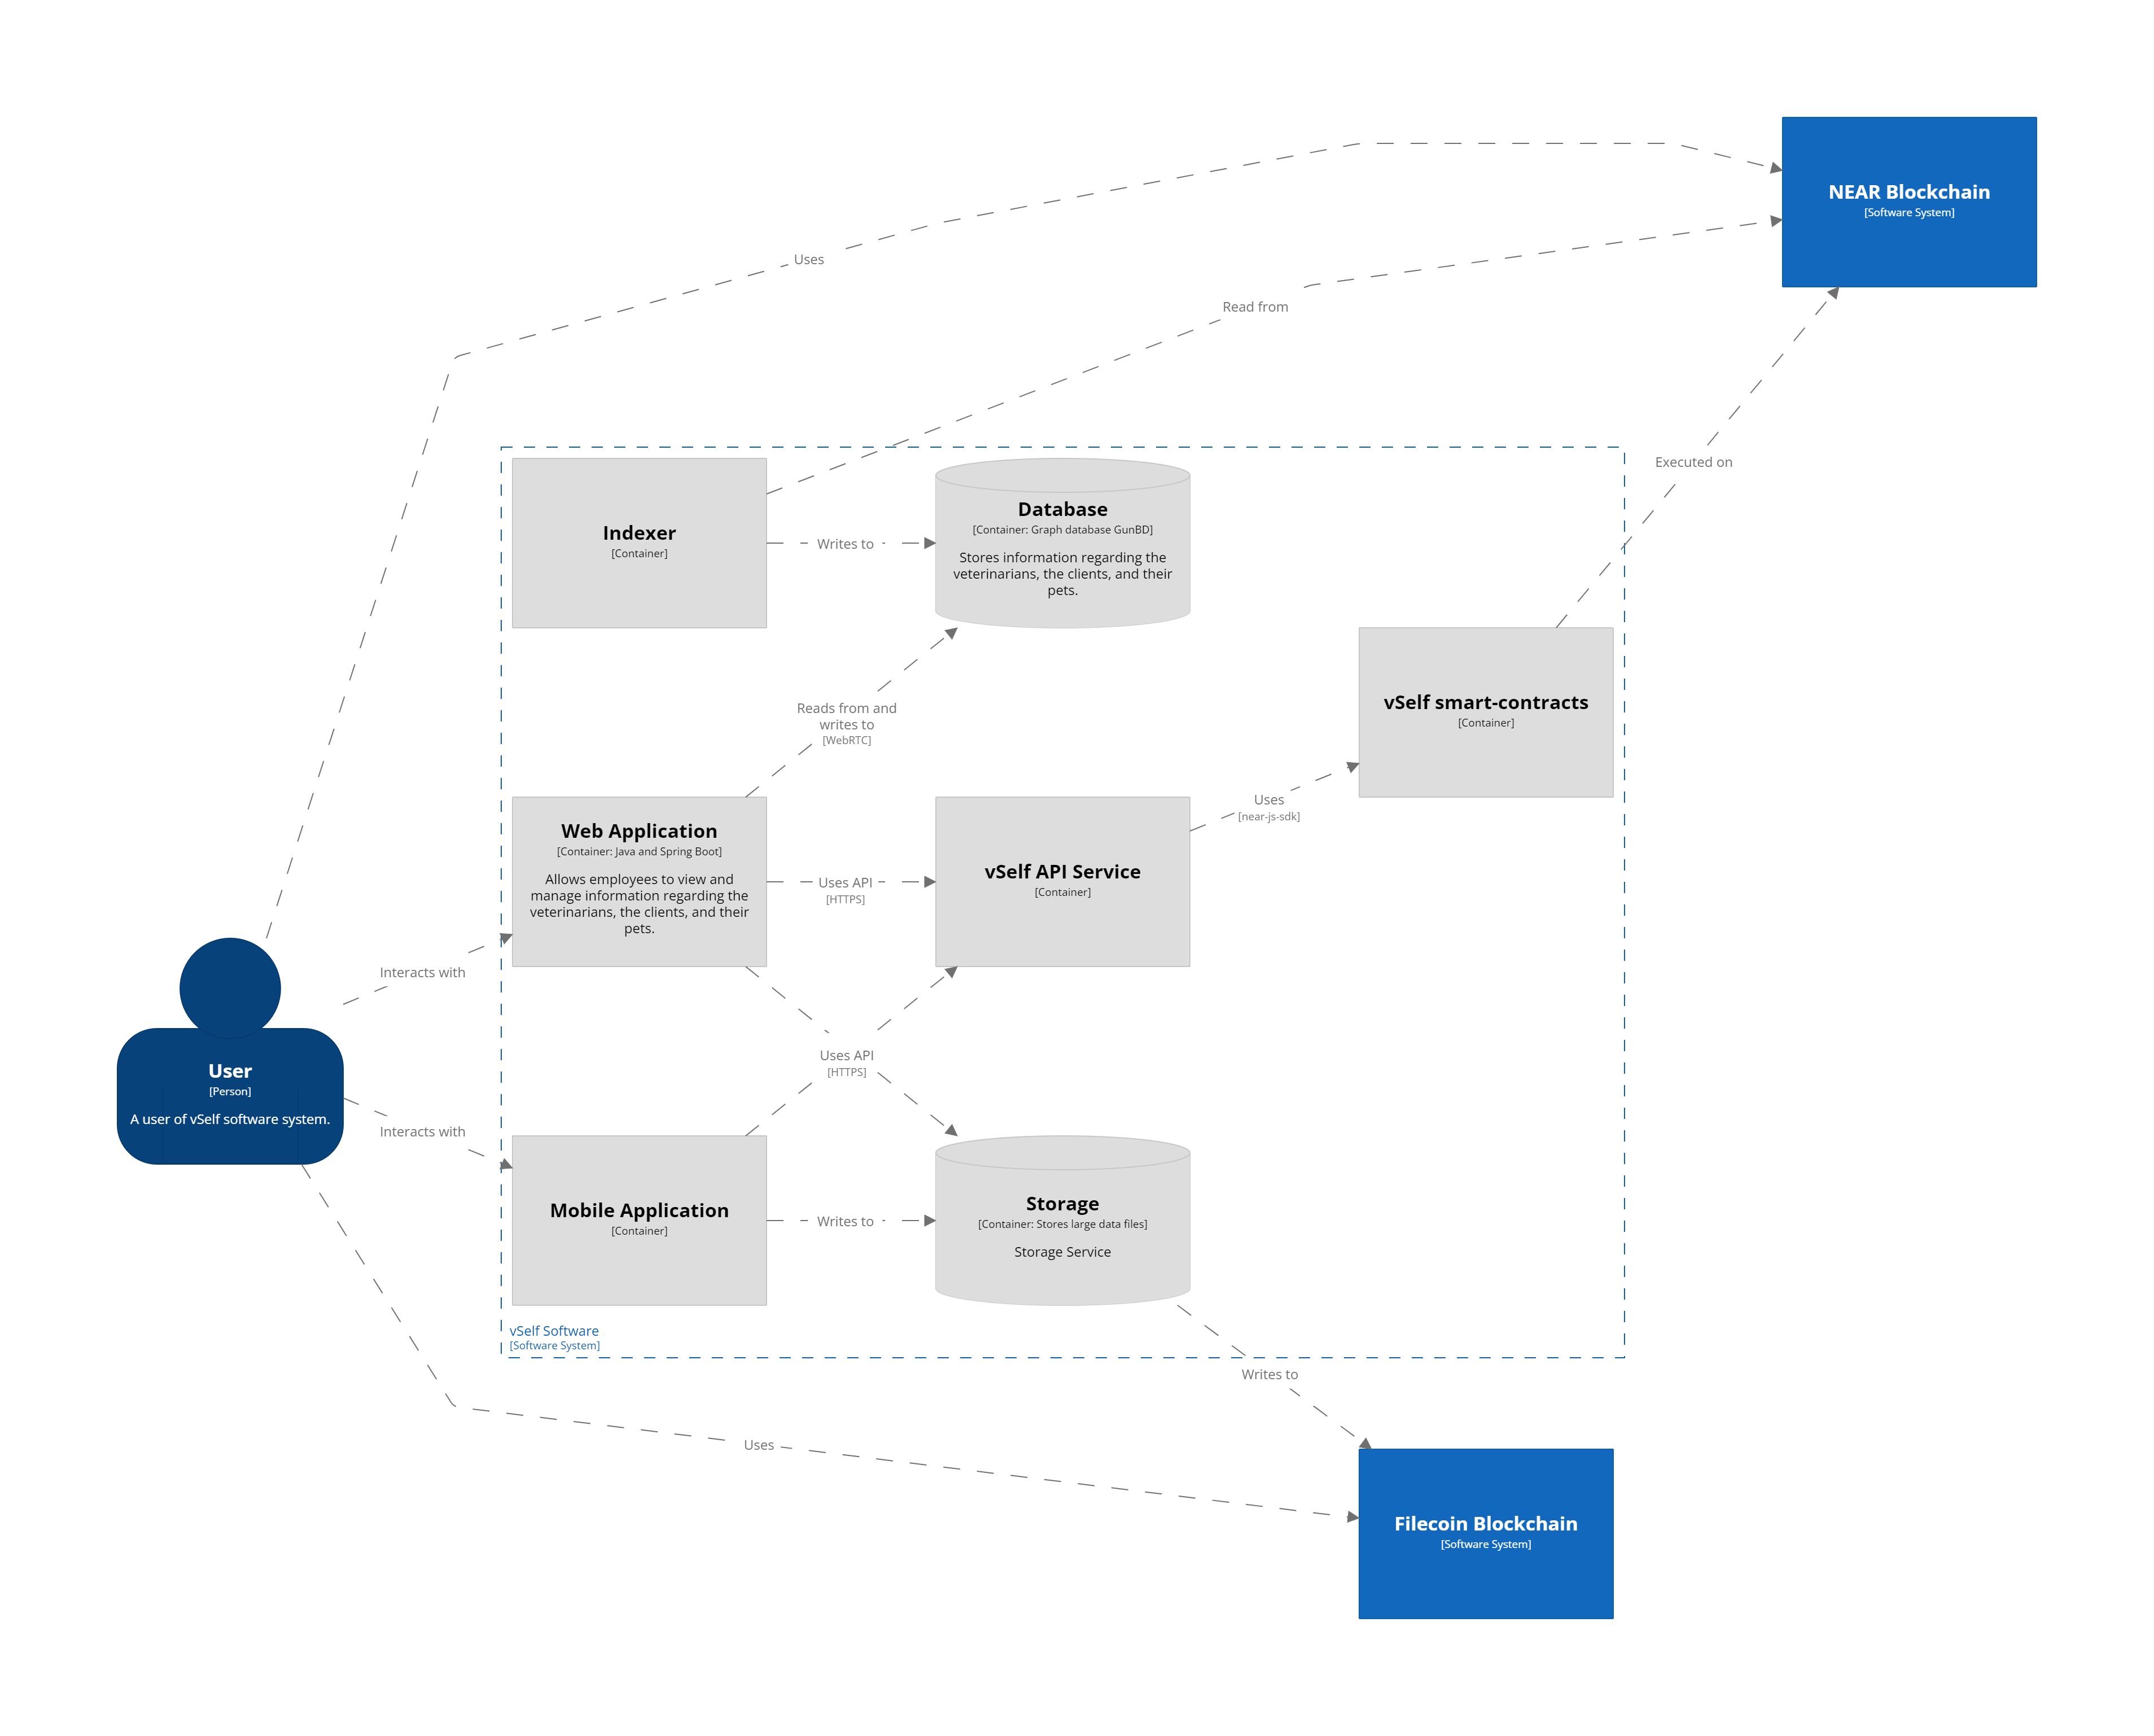 NEAR Blockchain
[Software System]
Uses
Read from
Executed on
Indexer
[Container]
Writes to
Database
[Container: Graph database GunBD]
Stores information regarding the
veterinarians, the clients, and their
pets.
Reads from and
writes to
[WebRTC]
vSelf smart-contracts
[Container]
Web Application
[Container: Java and Spring Boot]
Allows employees to view and
manage information regarding the
veterinarians, the clients, and their
pets.
Uses API
[HTTPS]
vSelf API Service
[Container]
Uses
[near-js-sdk]
Interacts with
User
[Person]
A user of vSelf software system.
Interacts with
Uses API
[HTTPS]
Mobile Application
[Container]
Writes to
Storage
[Container: Stores large data files]
Storage Service
vSelf Software
[Software System]
Writes to
Uses
Filecoin Blockchain
[Software System]